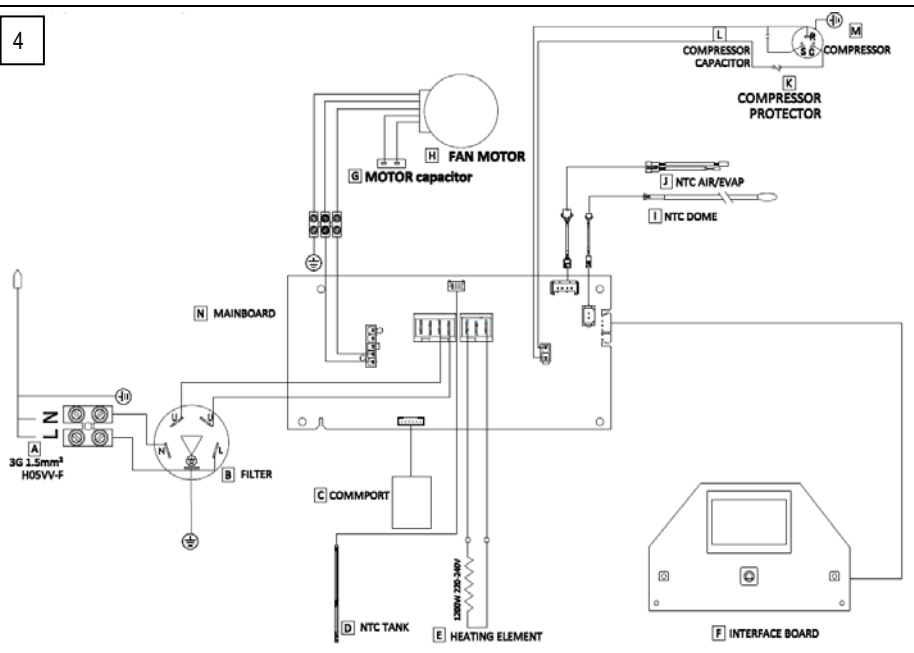 4
L
COMPRESSOR
CAPACITOR
R
S C
M
COMPRESSOR
K
COMPRESSOR
PROTECTOR
H FAN MOTOR
G MOTOR capacitor
J NTC AIR/EVAP
I NTC DOME
N MAINBOARD
N
L
A
3G 1.5mm²
H05VV-F
N
L
B FILTER
C COMMPORT
D NTC TANK
1200W 220-240V
E HEATING ELEMENT
F INTERFACE BOARD